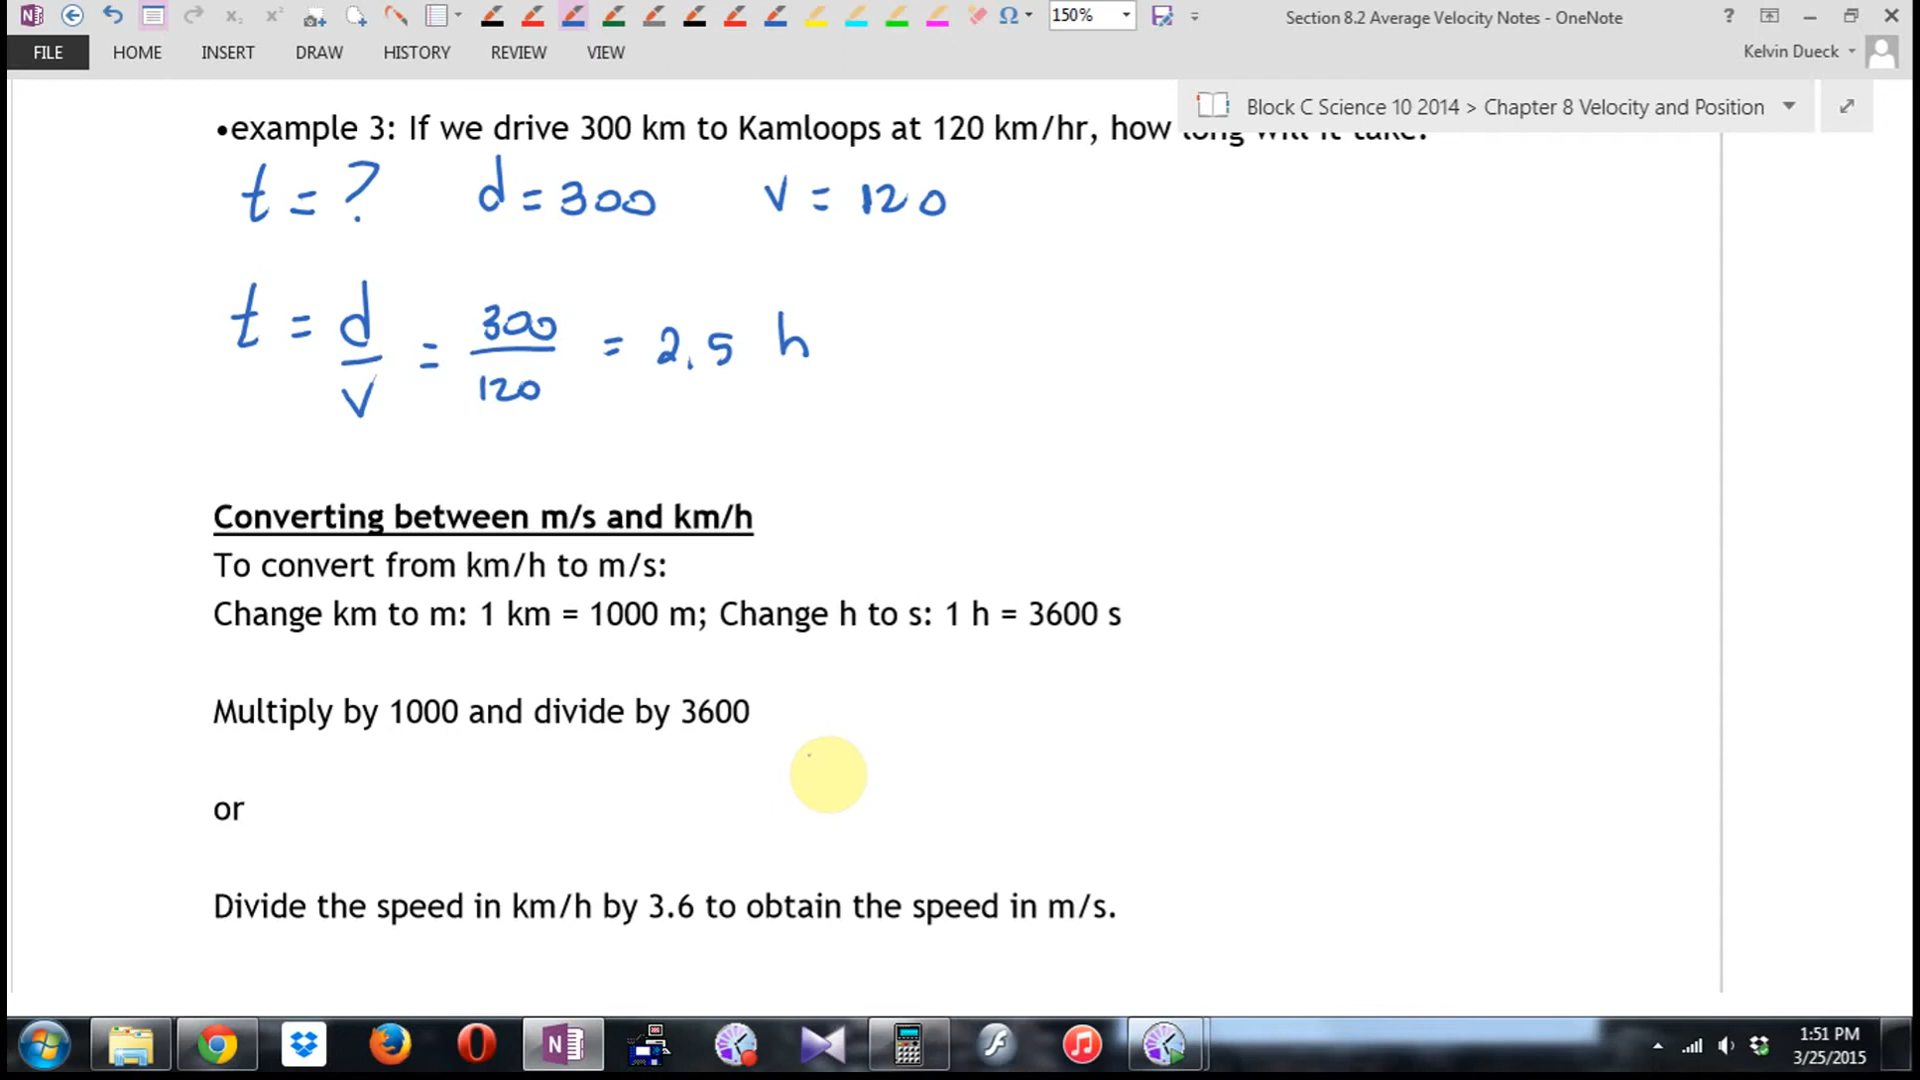 150%
Section 8.2 Average Velocity Notes - OneNote
FILE HOME INSERT DRAW HISTORY REVIEW VIEW
Kelvin Dueck
Block C Science 10 2014 > Chapter 8 Velocity and Position
•example 3: If we drive 300 km to Kamloops at 120 km/hr, how long will it take?
t = ? d = 300 v = 120
t = d/v = 300/120 = 2.5 h
Converting between m/s and km/h
To convert from km/h to m/s:
Change km to m: 1 km = 1000 m; Change h to s: 1 h = 3600 s
Multiply by 1000 and divide by 3600
or
Divide the speed in km/h by 3.6 to obtain the speed in m/s.
1:51 PM
3/25/2015